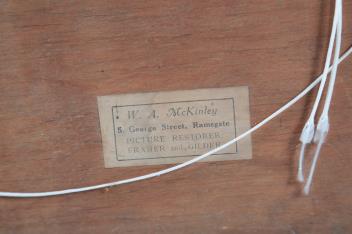 W. A. McKinley
5, George Street, Ramsgate
PICTURE RESTORER,
FRAMER and GILDER